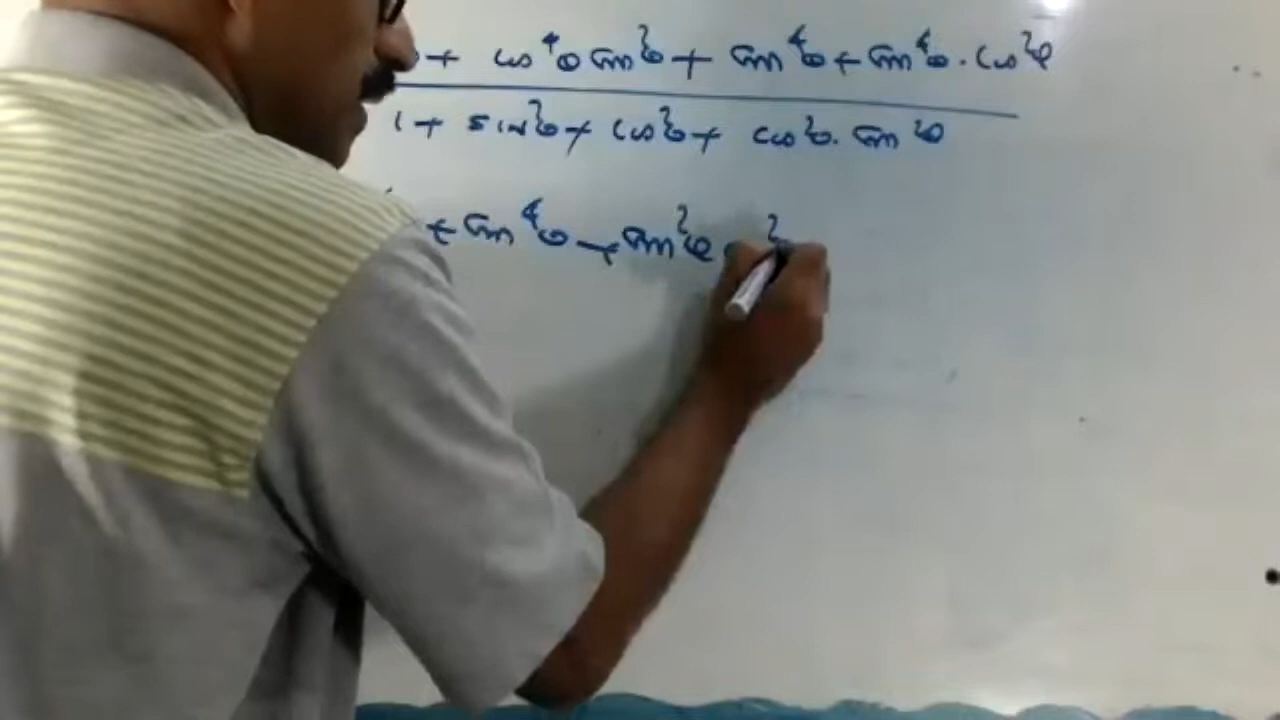 + cos⁴θ sin²θ + sin⁴θ + sin⁴θ . cos²θ
1 + sin²θ + cos²θ + cos²θ . sin²θ
+ sin⁴θ + sin²θ